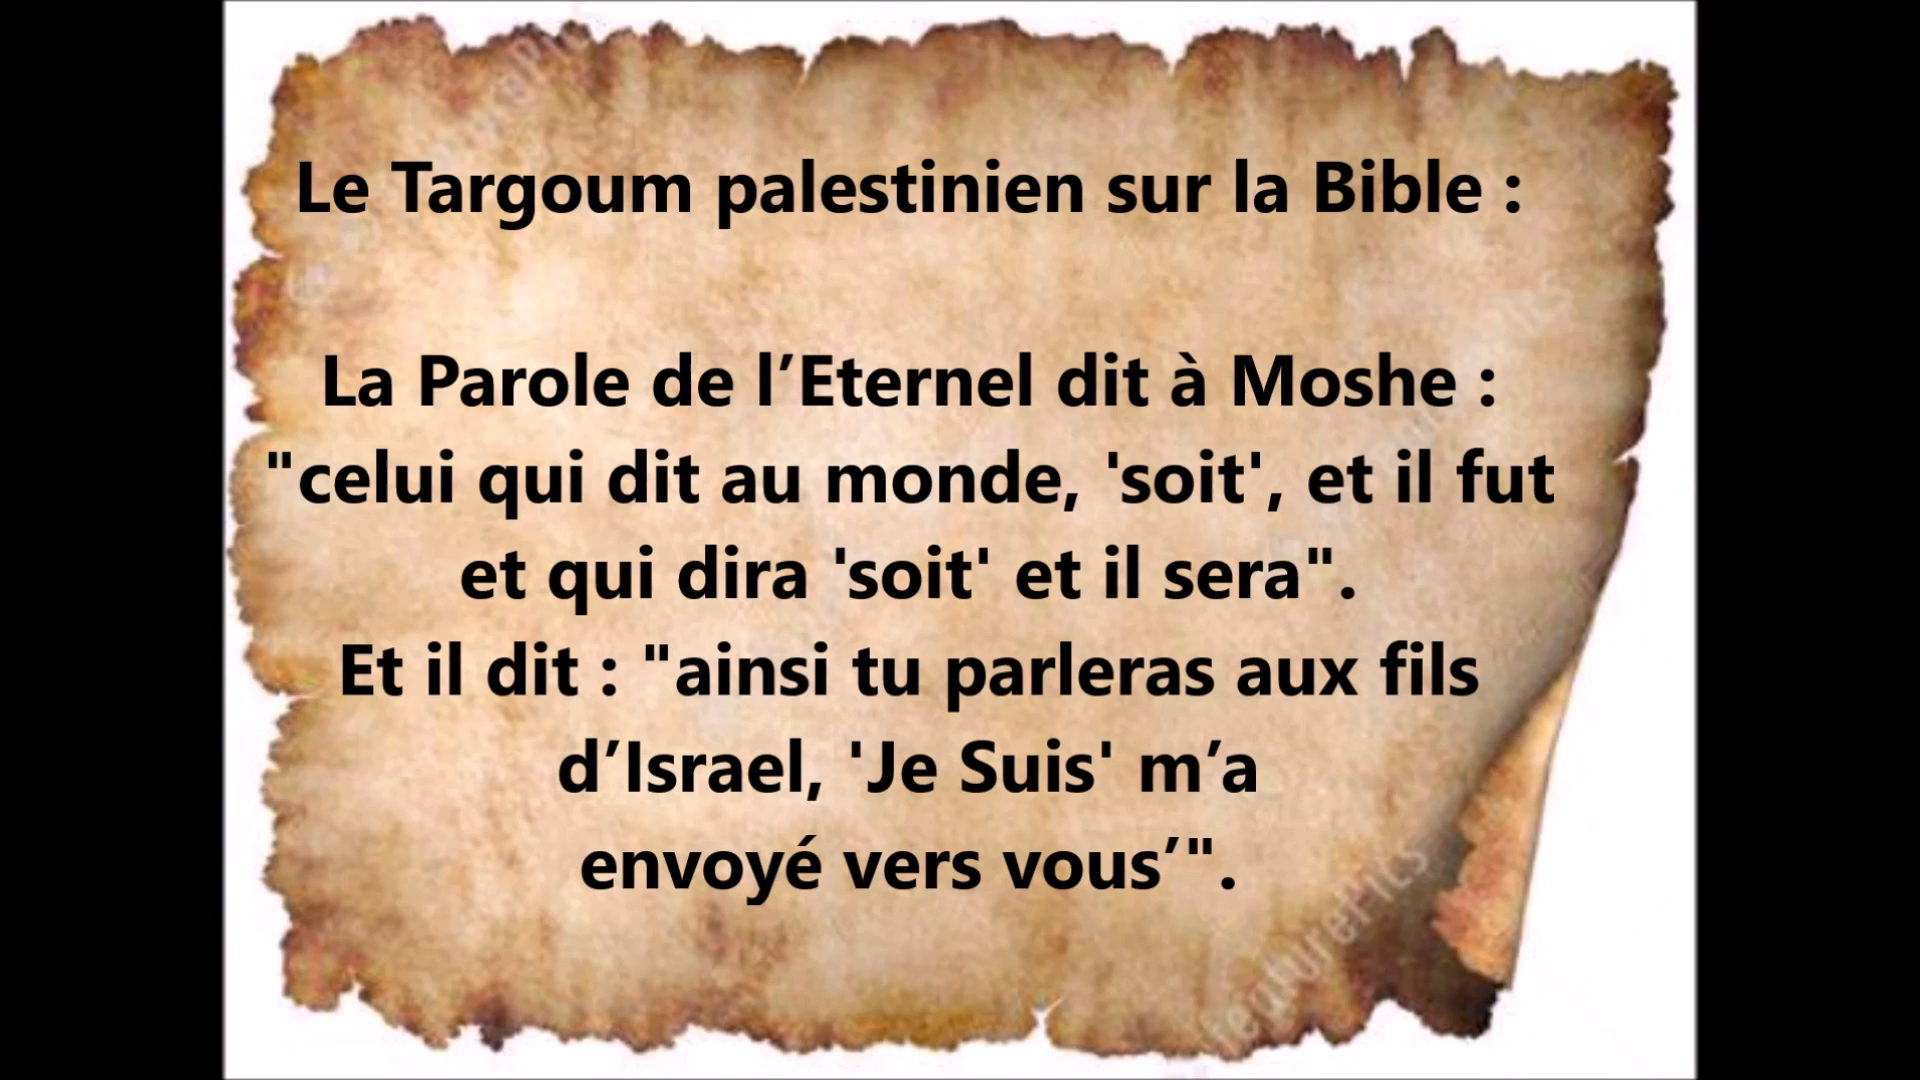 Le Targoum palestinien sur la Bible :
La Parole de l’Eternel dit à Moshe :
"celui qui dit au monde, 'soit', et il fut
et qui dira 'soit' et il sera".
Et il dit : "ainsi tu parleras aux fils
d’Israel, 'Je Suis' m’a
envoyé vers vous’".